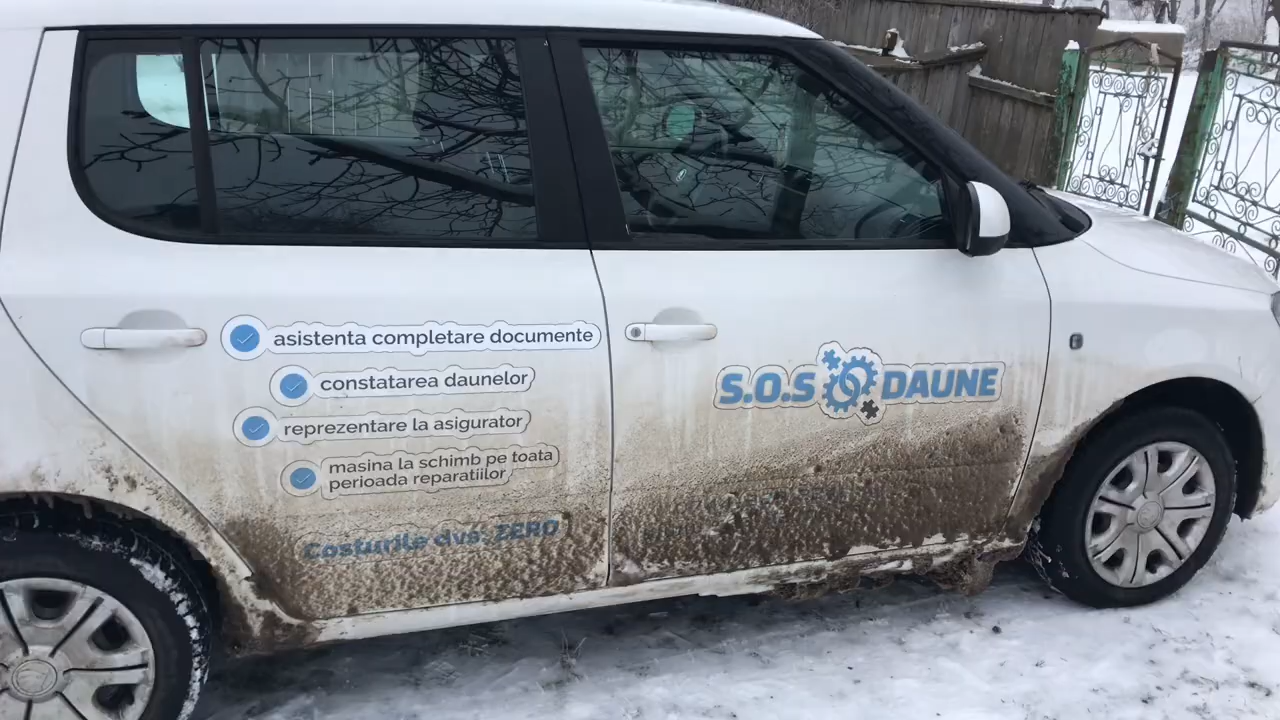 asistenta completare documente
constatarea daunelor
reprezentare la asigurator
masina la schimb pe toata
perioada reparatiilor
Costurile dvs: ZERO
S.O.S DAUNE